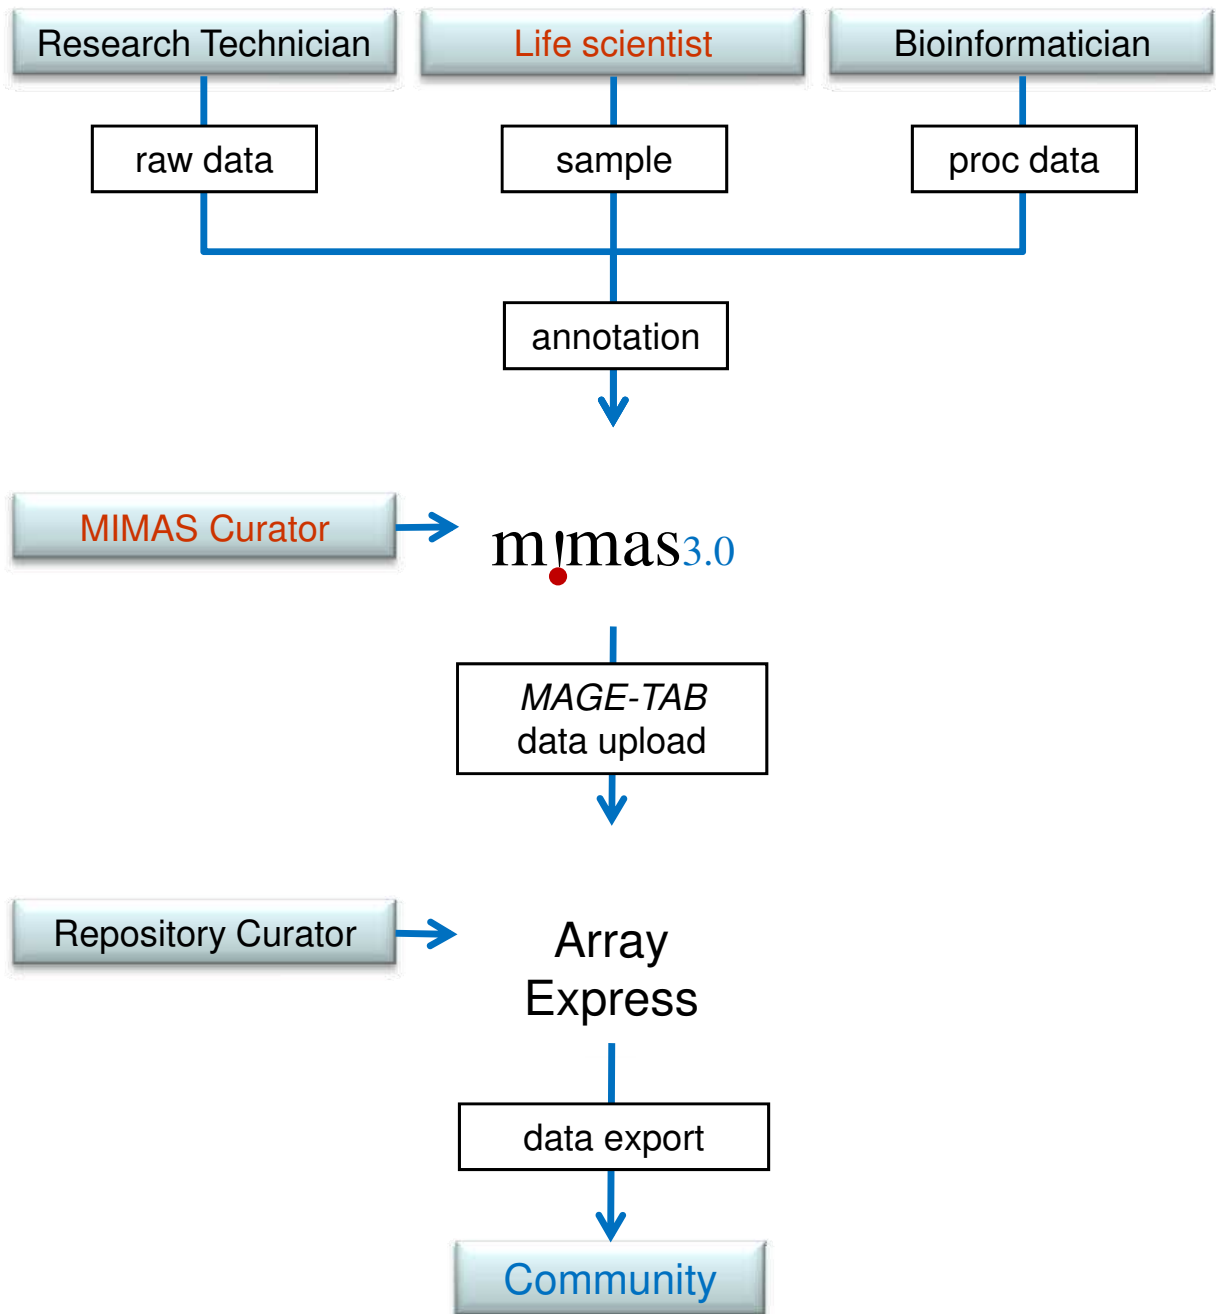 Research Technician
Life scientist
Bioinformatician
raw data
sample
proc data
annotation
MIMAS Curator
m!mas3.0
MAGE-TAB
data upload
Repository Curator
Array
Express
data export
Community